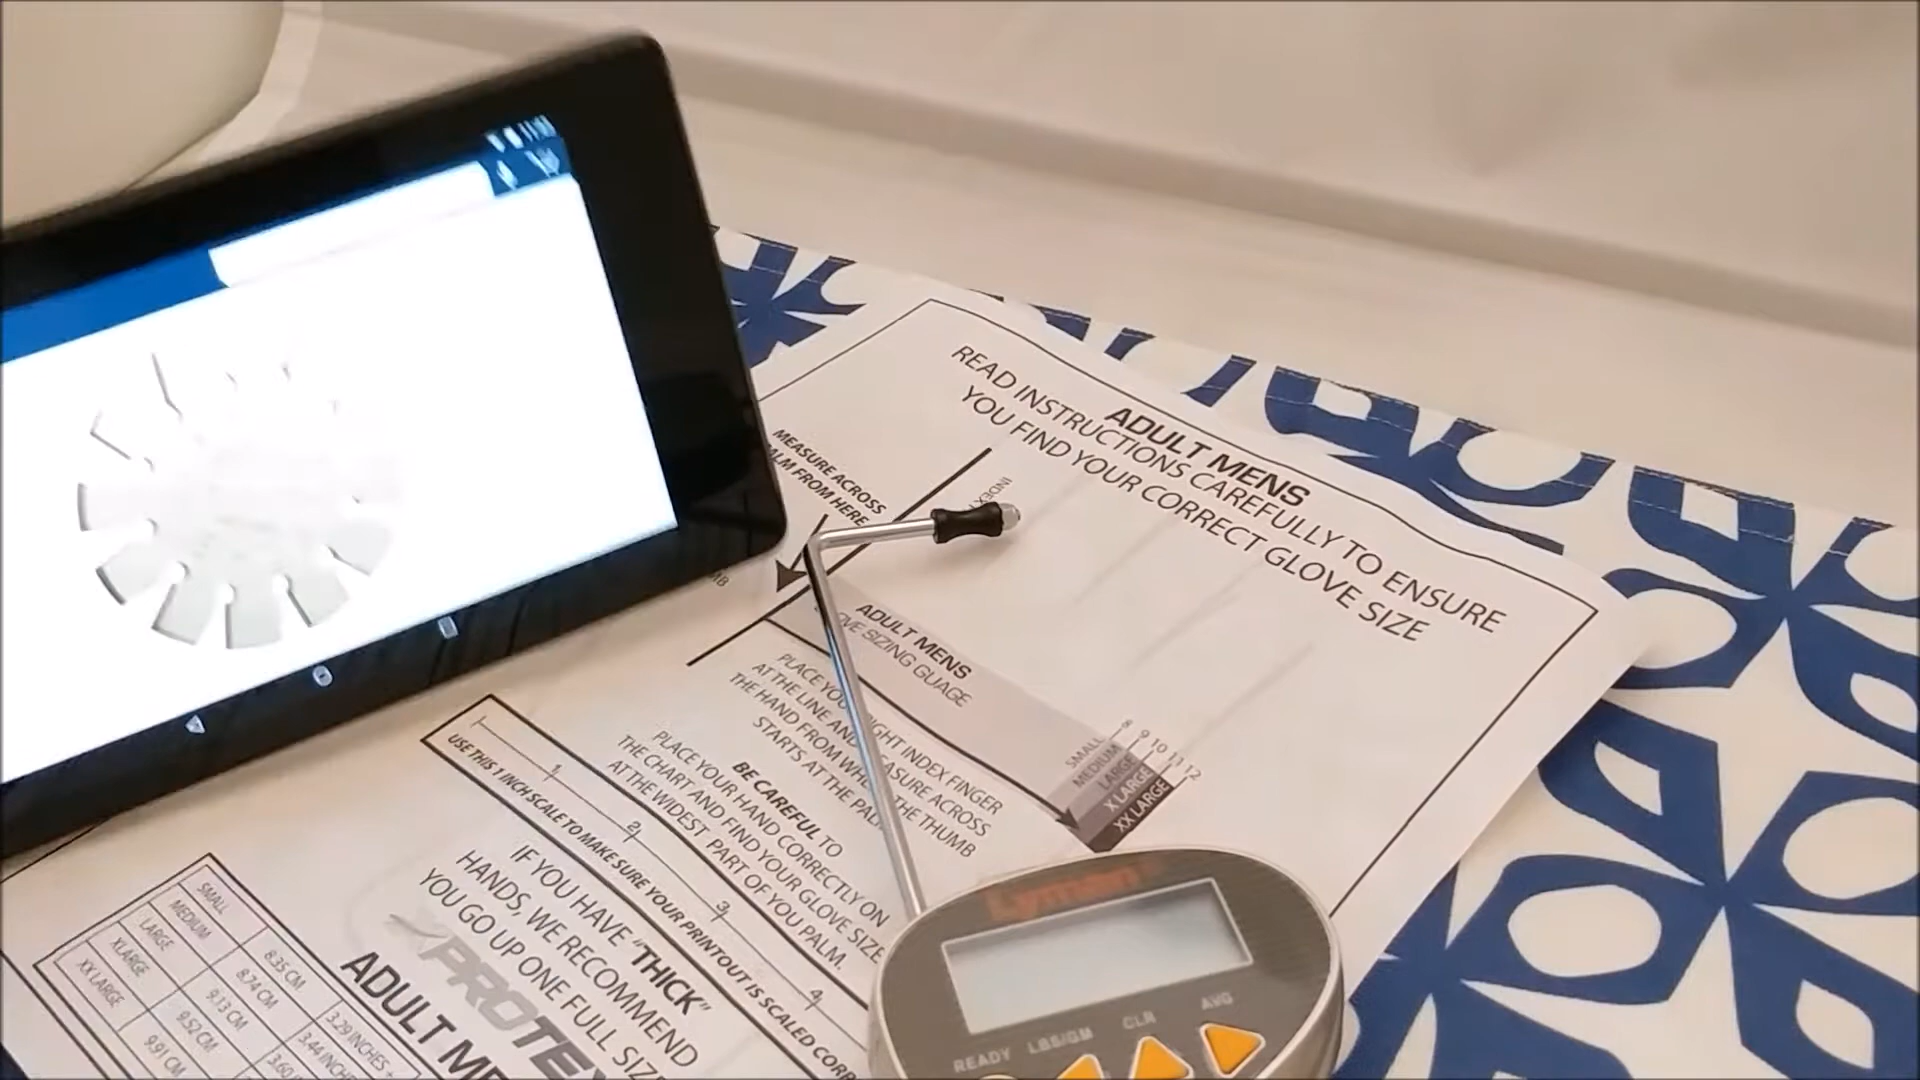 ADULT MENS
READ INSTRUCTIONS CAREFULLY TO ENSURE
YOU FIND YOUR CORRECT GLOVE SIZE
MEASURE ACROSS
PALM FROM HERE
INDEX
ADULT MENS
GLOVE SIZING GUAGE
8 9 10 11 12
SMALL
MEDIUM
LARGE
X LARGE
XX LARGE
PLACE YOUR RIGHT INDEX FINGER
AT THE LINE AND MEASURE ACROSS
THE HAND FROM WHERE THE THUMB
STARTS AT THE PALM
BE CAREFUL TO
PLACE YOUR HAND CORRECTLY ON
THE CHART AND FIND YOUR GLOVE SIZE
AT THE WIDEST PART OF YOU PALM.
1 2 3 4
USE THIS 1 INCH SCALE TO MAKE SURE YOUR PRINTOUT IS SCALED CORR
IF YOU HAVE "THICK"
HANDS, WE RECOMMEND
YOU GO UP ONE FULL SIZE
PROTEX
ADULT ME
SMALL 8.35 CM 3.29 INCHES +
MEDIUM 8.74 CM 3.44 INCHE
LARGE 9.13 CM 3.60
XLARGE 9.52 CM
XX LARGE 9.91 CM
Lyman
READY LBS/GM CLR AVG